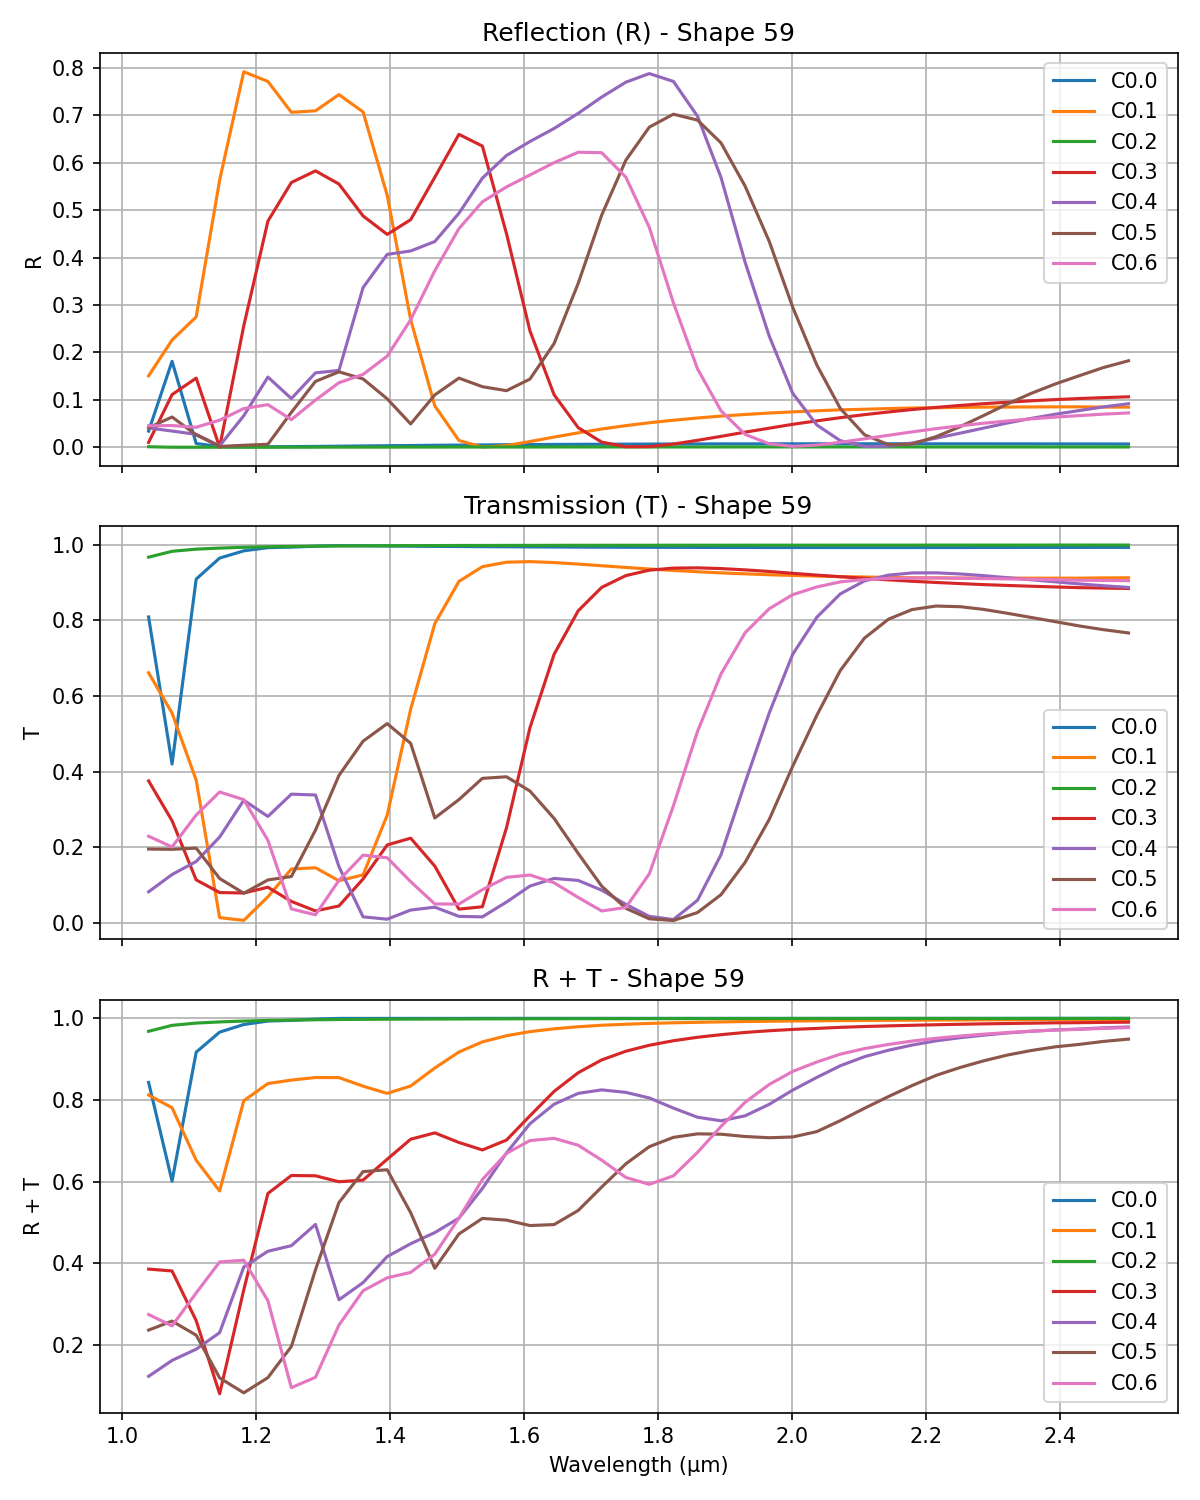 Reflection (R) - Shape 59
0.8
0.7
0.6
0.5
0.4
0.3
0.2
0.1
0.0
R
C0.0
C0.1
C0.2
C0.3
C0.4
C0.5
C0.6
Transmission (T) - Shape 59
1.0
0.8
0.6
0.4
0.2
0.0
T
C0.0
C0.1
C0.2
C0.3
C0.4
C0.5
C0.6
R + T - Shape 59
1.0
0.8
0.6
0.4
0.2
R + T
C0.0
C0.1
C0.2
C0.3
C0.4
C0.5
C0.6
1.0 1.2 1.4 1.6 1.8 2.0 2.2 2.4
Wavelength (μm)